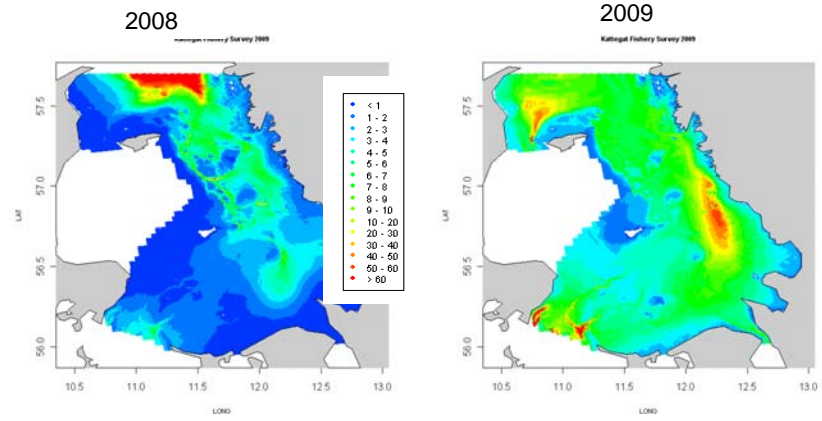 2008
2009
Kattegat Fishery Survey 2009
Kattegat Fishery Survey 2009
57.5
57.0
56.5
56.0
LAT
10.5 11.0 11.5 12.0 12.5 13.0
LONG
< 1
1 - 2
2 - 3
3 - 4
4 - 5
5 - 6
6 - 7
7 - 8
8 - 9
9 - 10
10 - 20
20 - 30
30 - 40
40 - 50
50 - 60
> 60
57.5
57.0
56.5
56.0
LAT
10.5 11.0 11.5 12.0 12.5 13.0
LONG